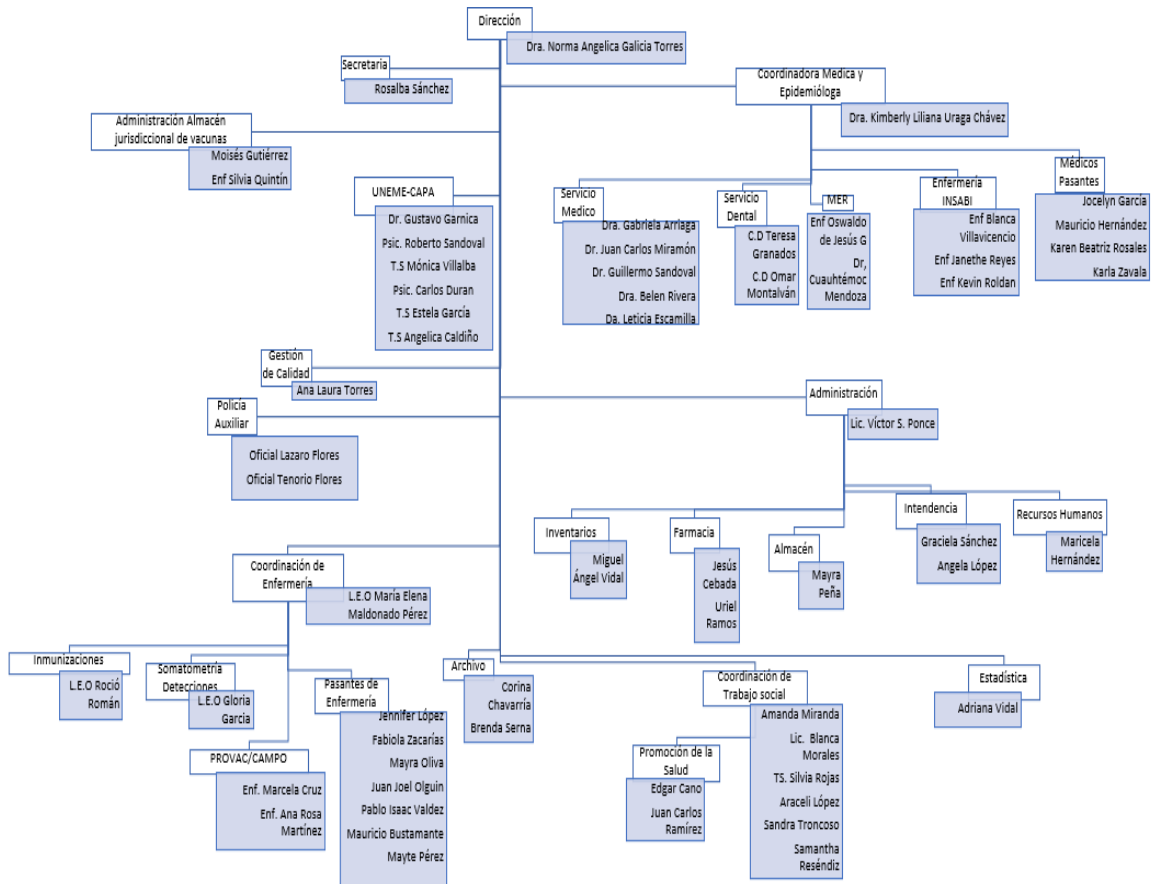 Dirección
Dra. Norma Angelica Galicia Torres
Secretaria
Rosalba Sánchez
Coordinadora Medica y
Epidemióloga
Dra. Kimberly Liliana Uraga Chávez
Administración Almacén
jurisdiccional de vacunas
Moisés Gutiérrez
Enf Silvia Quintín
UNEME-CAPA
Dr. Gustavo Garnica
Psic. Roberto Sandoval
T.S Mónica Villalba
Psic. Carlos Duran
T.S Estela García
T.S Angelica Caldiño
Servicio
Medico
Dra. Gabriela Arriaga
Dr. Juan Carlos Miramón
Dr. Guillermo Sandoval
Dra. Belen Rivera
Da. Leticia Escamilla
Servicio
Dental
C.D Teresa
Granados
C.D Omar
Montalván
MER
Enf Oswaldo
de Jesús G
Dr,
Cuauhtémoc
Mendoza
Enfermería
INSABI
Enf Blanca
Villavicencio
Enf Janethe Reyes
Enf Kevin Roldan
Médicos
Pasantes
Jocelyn García
Mauricio Hernández
Karen Beatriz Rosales
Karla Zavala
Gestión
de Calidad
Ana Laura Torres
Policía
Auxiliar
Oficial Lazaro Flores
Oficial Tenorio Flores
Administración
Lic. Víctor S. Ponce
Inventarios
Miguel
Ángel Vidal
Farmacia
Jesús
Cebada
Uriel
Ramos
Almacén
Mayra
Peña
Intendencia
Graciela Sánchez
Angela López
Recursos Humanos
Maricela
Hernández
Coordinación de
Enfermería
L.E.O María Elena
Maldonado Pérez
Inmunizaciones
L.E.O Roció
Román
Somatometría
Detecciones
L.E.O Gloria
Garcia
PROVAC/CAMPO
Enf. Marcela Cruz
Enf. Ana Rosa
Martínez
Pasantes de
Enfermería
Jennifer López
Fabiola Zacarías
Mayra Oliva
Juan Joel Olguin
Pablo Isaac Valdez
Mauricio Bustamante
Mayte Pérez
Archivo
Corina
Chavarría
Brenda Serna
Coordinación de
Trabajo social
Amanda Miranda
Lic. Blanca
Morales
TS. Silvia Rojas
Araceli López
Sandra Troncoso
Samantha
Reséndiz
Promoción de la
Salud
Edgar Cano
Juan Carlos
Ramírez
Estadística
Adriana Vidal